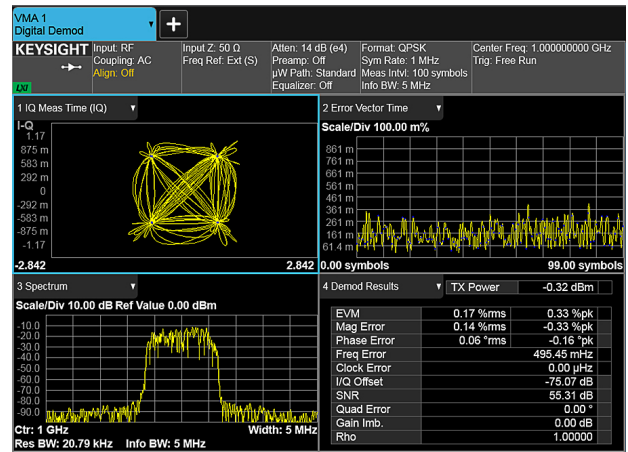 VMA 1
Digital Demod
+
KEYSIGHT
LXI
Input: RF
Coupling: AC
Align: Off
Input Z: 50 Ω
Freq Ref: Ext (S)
Atten: 14 dB (e4)
Preamp: Off
µW Path: Standard
Equalizer: Off
Format: QPSK
Sym Rate: 1 MHz
Meas Intvl: 100 symbols
Info BW: 5 MHz
Center Freq: 1.000000000 GHz
Trig: Free Run
1 IQ Meas Time (IQ)
I-Q
1.17
875 m
583 m
292 m
0
-292 m
-583 m
-875 m
-1.17
-2.842 2.842
2 Error Vector Time
Scale/Div 100.00 m%
861 m
761 m
661 m
561 m
461 m
361 m
261 m
161 m
61.4 m
0.00 symbols 99.00 symbols
3 Spectrum
Scale/Div 10.00 dB Ref Value 0.00 dBm
-10.0
-20.0
-30.0
-40.0
-50.0
-60.0
-70.0
-80.0
-90.0
Ctr: 1 GHz Width: 5 MHz
Res BW: 20.79 kHz Info BW: 5 MHz
4 Demod Results TX Power -0.32 dBm
EVM 0.17 %rms 0.33 %pk
Mag Error 0.14 %rms -0.33 %pk
Phase Error 0.06 °rms -0.16 °pk
Freq Error 495.45 mHz
Clock Error 0.00 µHz
I/Q Offset -75.07 dB
SNR 55.31 dB
Quad Error 0.00 °
Gain Imb. 0.00 dB
Rho 1.00000